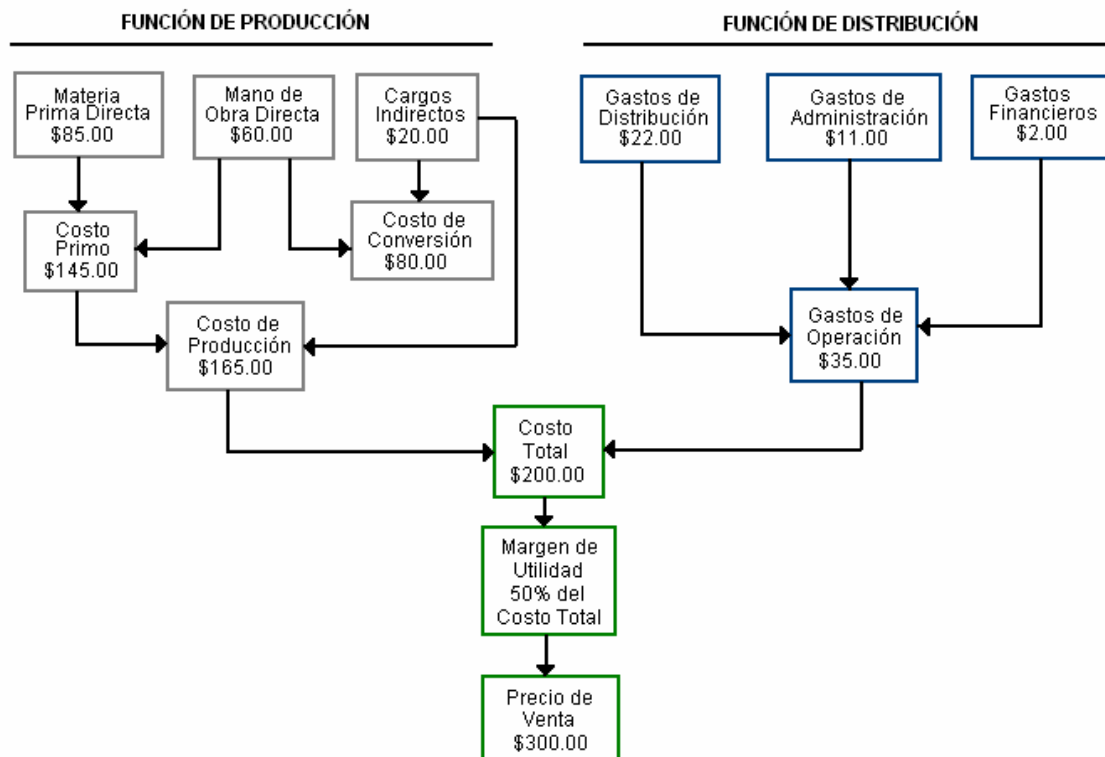 FUNCIÓN DE PRODUCCIÓN
FUNCIÓN DE DISTRIBUCIÓN
Materia
Prima Directa
$85.00
Mano de
Obra Directa
$60.00
Cargos
Indirectos
$20.00
Gastos de
Distribución
$22.00
Gastos de
Administración
$11.00
Gastos
Financieros
$2.00
Costo
Primo
$145.00
Costo de
Conversión
$80.00
Costo de
Producción
$165.00
Gastos de
Operación
$35.00
Costo
Total
$200.00
Margen de
Utilidad
50% del
Costo Total
Precio de
Venta
$300.00